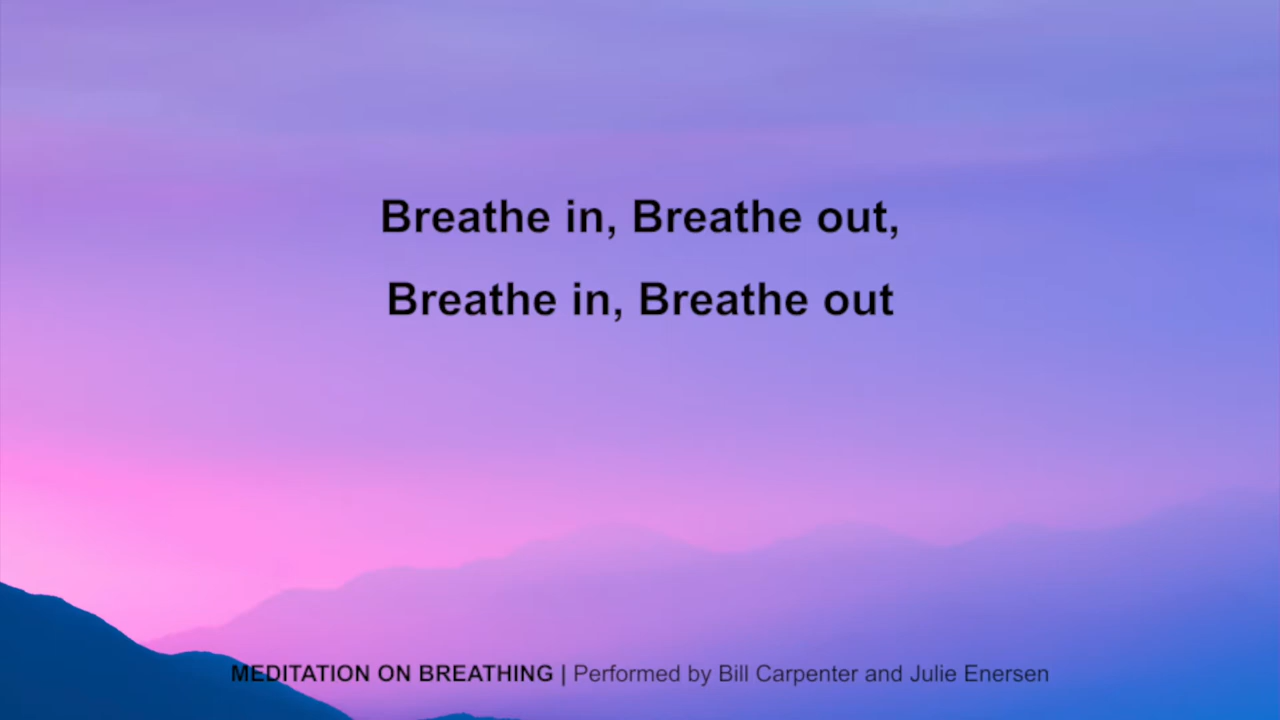 Breathe in, Breathe out,
Breathe in, Breathe out
MEDITATION ON BREATHING | Performed by Bill Carpenter and Julie Enersen